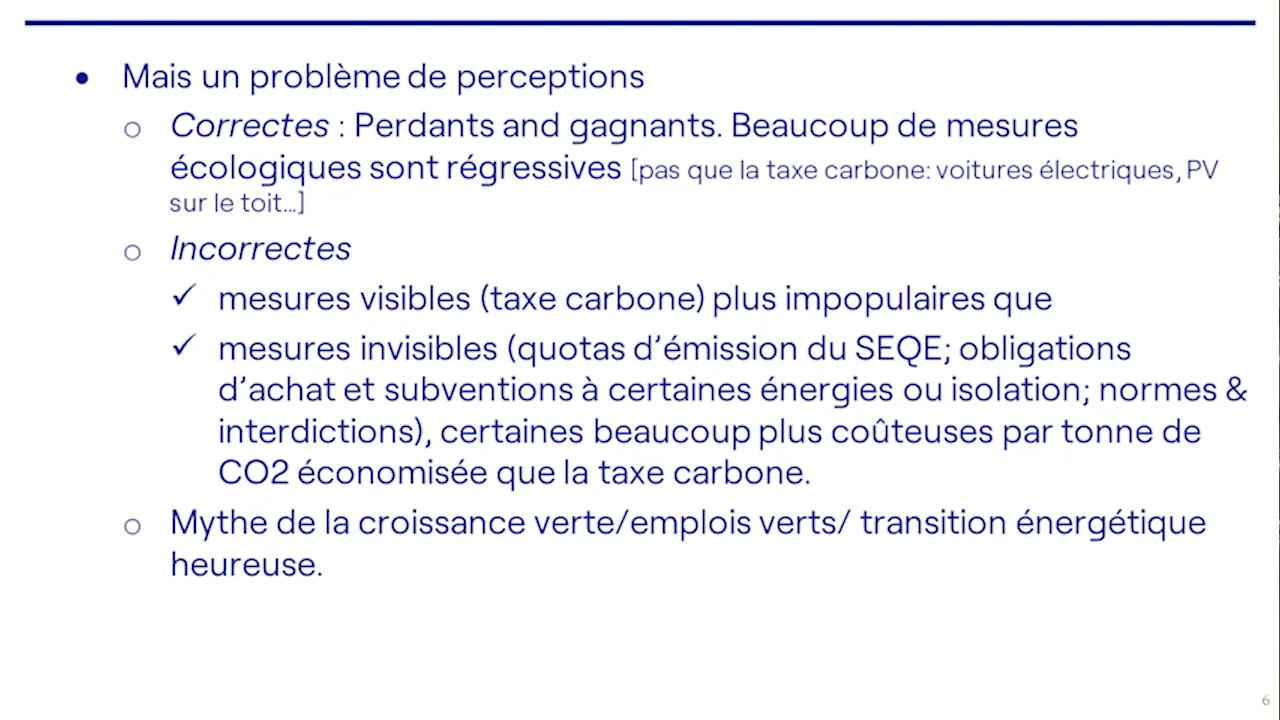 • Mais un problème de perceptions
o Correctes : Perdants and gagnants. Beaucoup de mesures
écologiques sont régressives [pas que la taxe carbone: voitures électriques, PV
sur le toit…]
o Incorrectes
✓ mesures visibles (taxe carbone) plus impopulaires que
✓ mesures invisibles (quotas d’émission du SEQE; obligations
d’achat et subventions à certaines énergies ou isolation; normes &
interdictions), certaines beaucoup plus coûteuses par tonne de
CO2 économisée que la taxe carbone.
o Mythe de la croissance verte/emplois verts/ transition énergétique
heureuse.
6